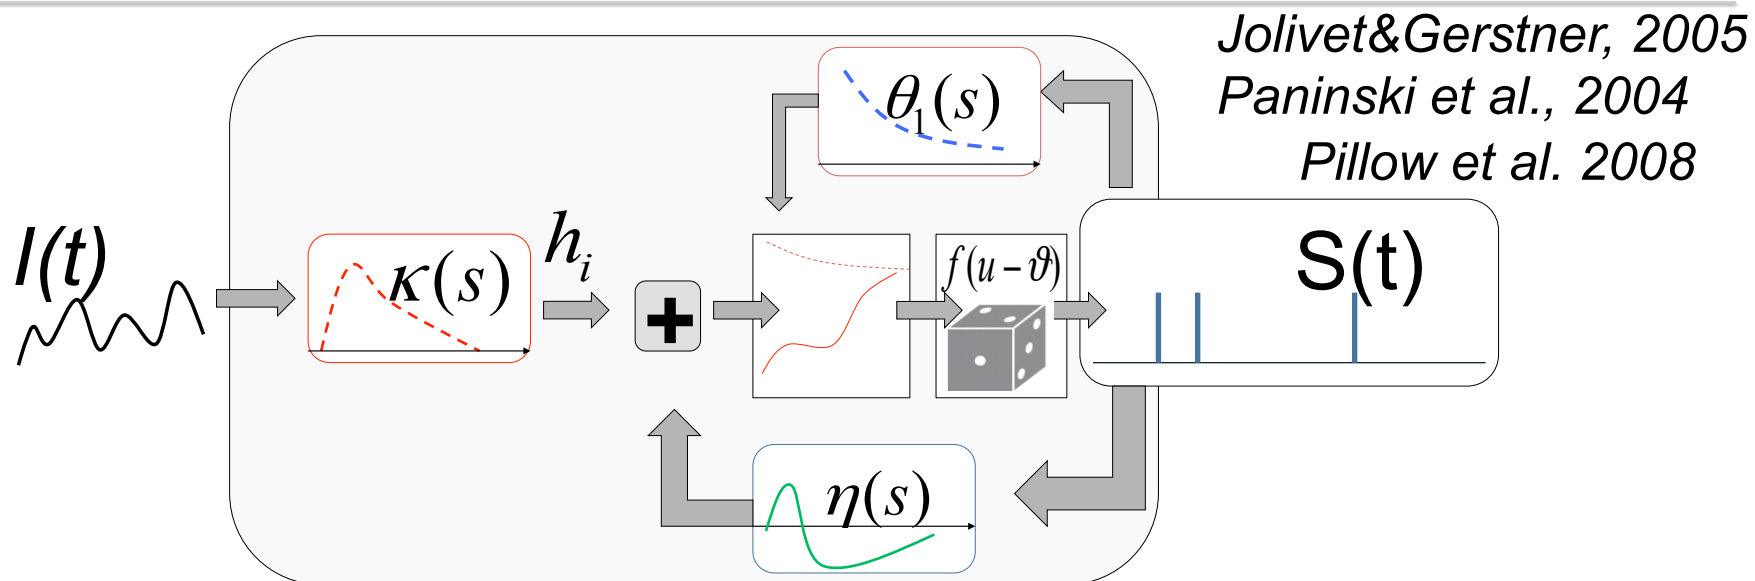 Jolivet&Gerstner, 2005
Paninski et al., 2004
Pillow et al. 2008
θ₁(s)
I(t)
κ(s)
hᵢ
+
f(u − ϑ)
S(t)
η(s)